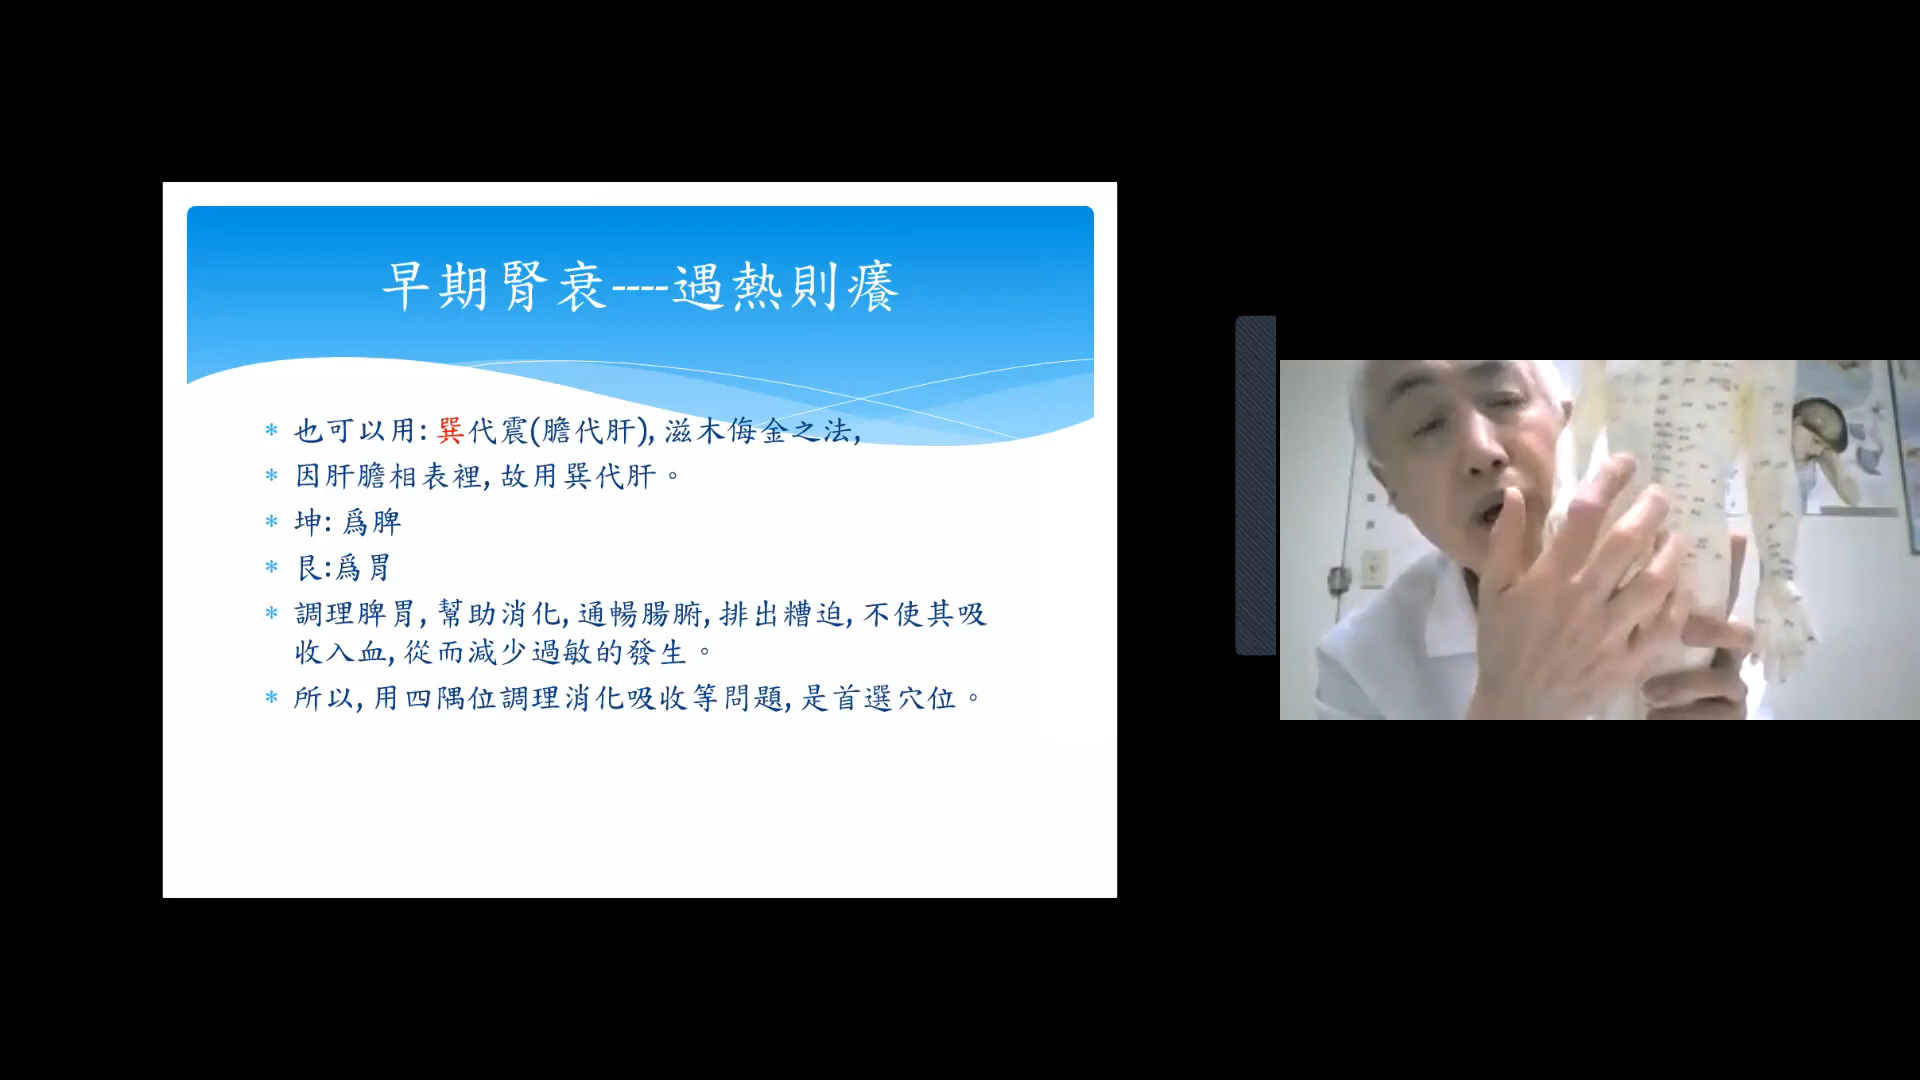 早期腎衰----遇熱則癢
* 也可以用: 巽代震(膽代肝), 滋木侮金之法,
* 因肝膽相表裡, 故用巽代肝。
* 坤: 爲脾
* 艮:爲胃
* 調理脾胃, 幫助消化, 通暢腸腑, 排出糟迫, 不使其吸
收入血, 從而減少過敏的發生。
* 所以, 用四隅位調理消化吸收等問題, 是首選穴位。